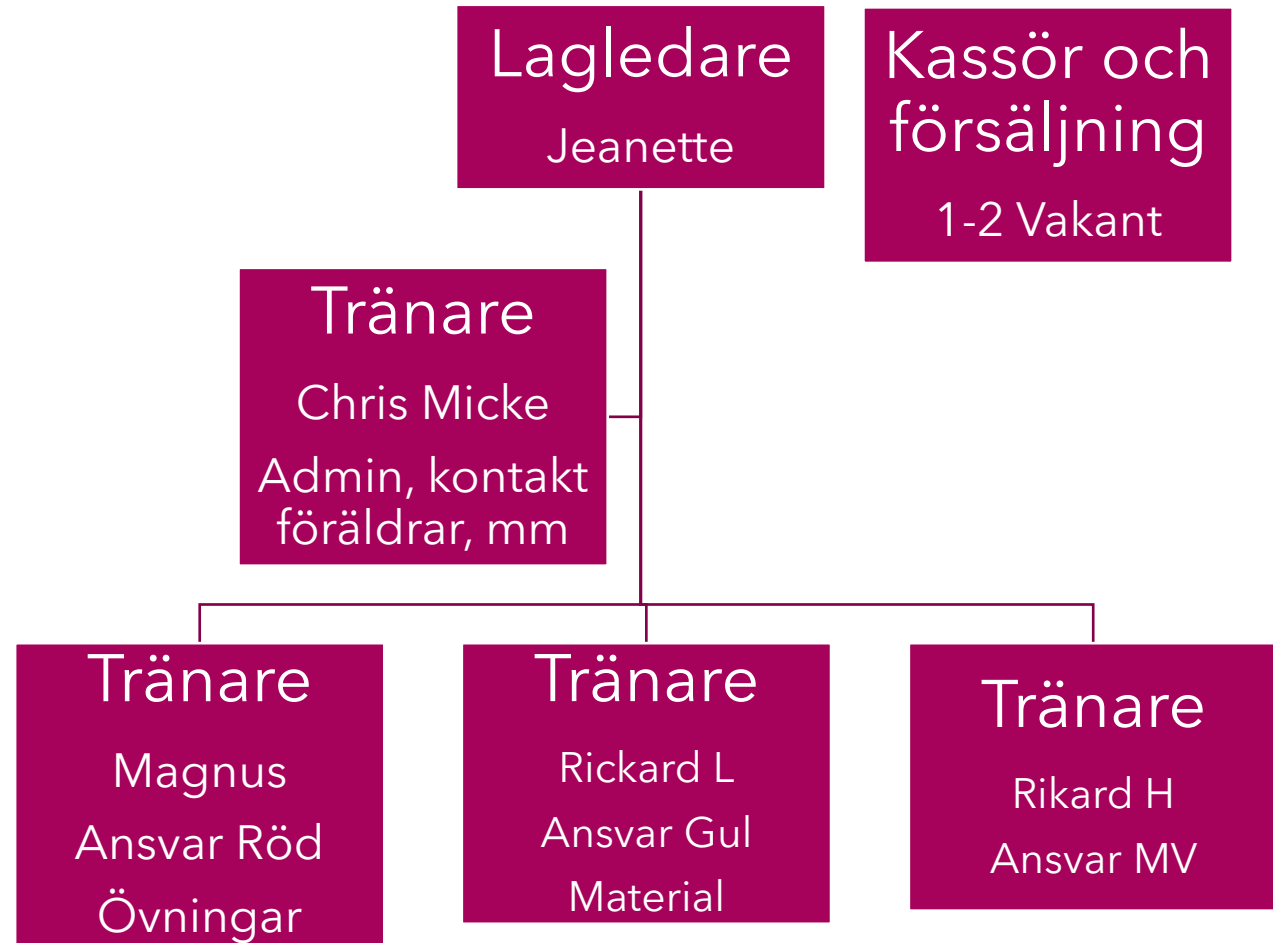 Lagledare
Jeanette
Kassör och
försäljning
1-2 Vakant
Tränare
Chris Micke
Admin, kontakt
föräldrar, mm
Tränare
Magnus
Ansvar Röd
Övningar
Tränare
Rickard L
Ansvar Gul
Material
Tränare
Rikard H
Ansvar MV